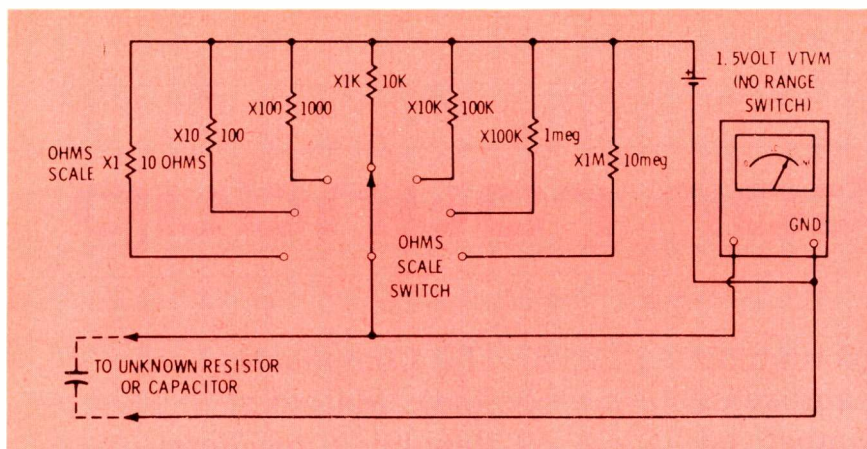 1.5VOLT VTVM
(NO RANGE
SWITCH)
X1K 10K
X100 1000
X10K 100K
X10 100
X100K 1meg
OHMS
SCALE X1 10 OHMS
X1M 10meg
GND
OHMS
SCALE
SWITCH
TO UNKNOWN RESISTOR
OR CAPACITOR
+